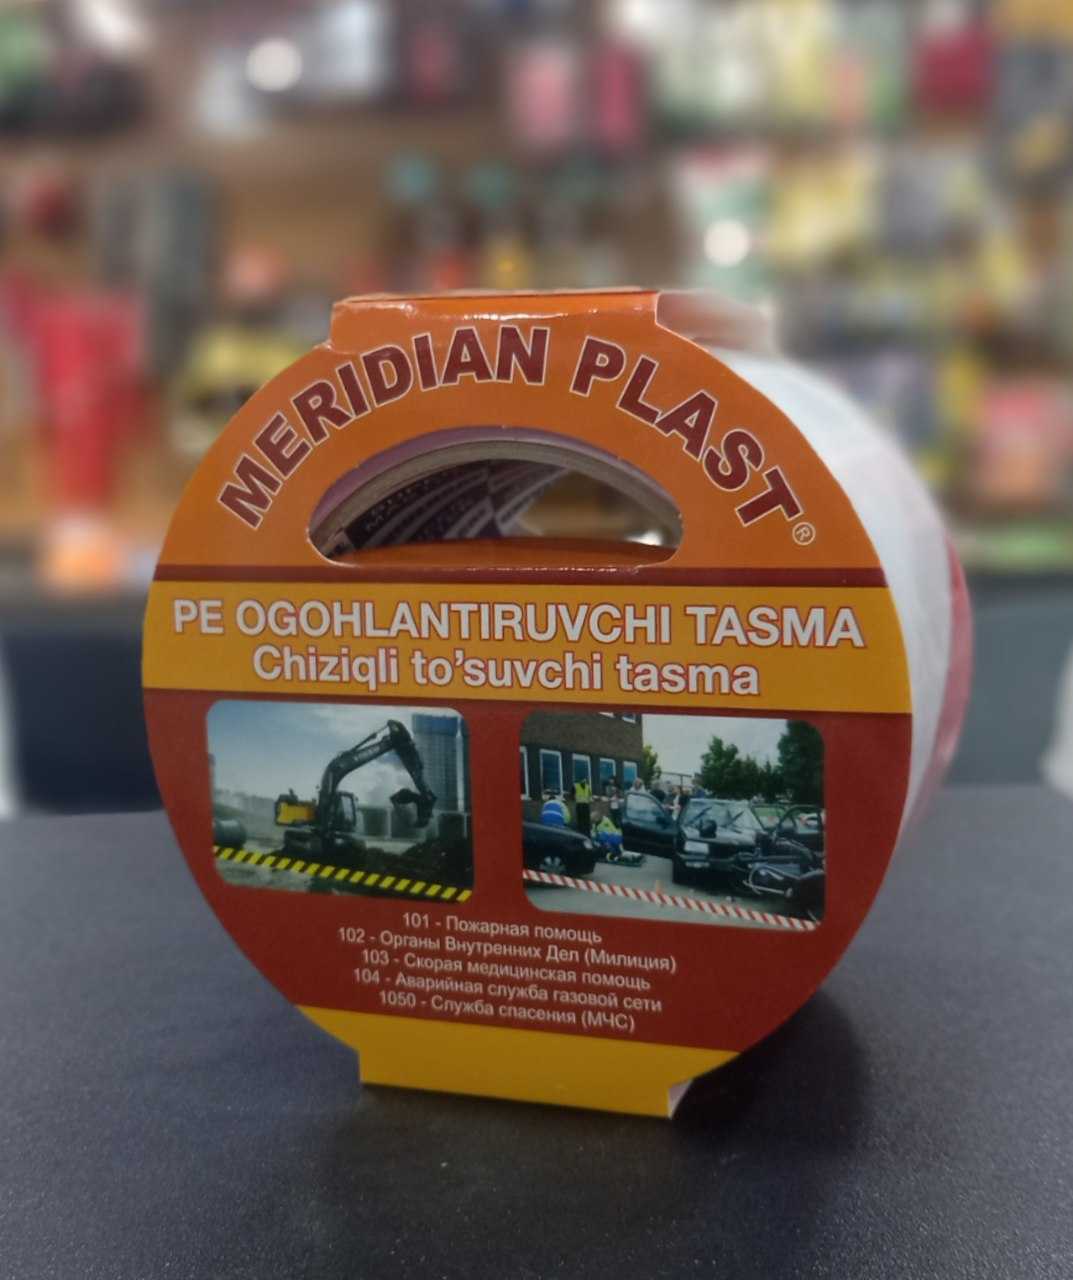 MERIDIAN PLAST®
PE OGOHLANTIRUVCHI TASMA
Chiziqli to’suvchi tasma
101 - Пожарная помощь
102 - Органы Внутренних Дел (Милиция)
103 - Скорая медицинская помощь
104 - Аварийная служба газовой сети
1050 - Служба спасения (МЧС)